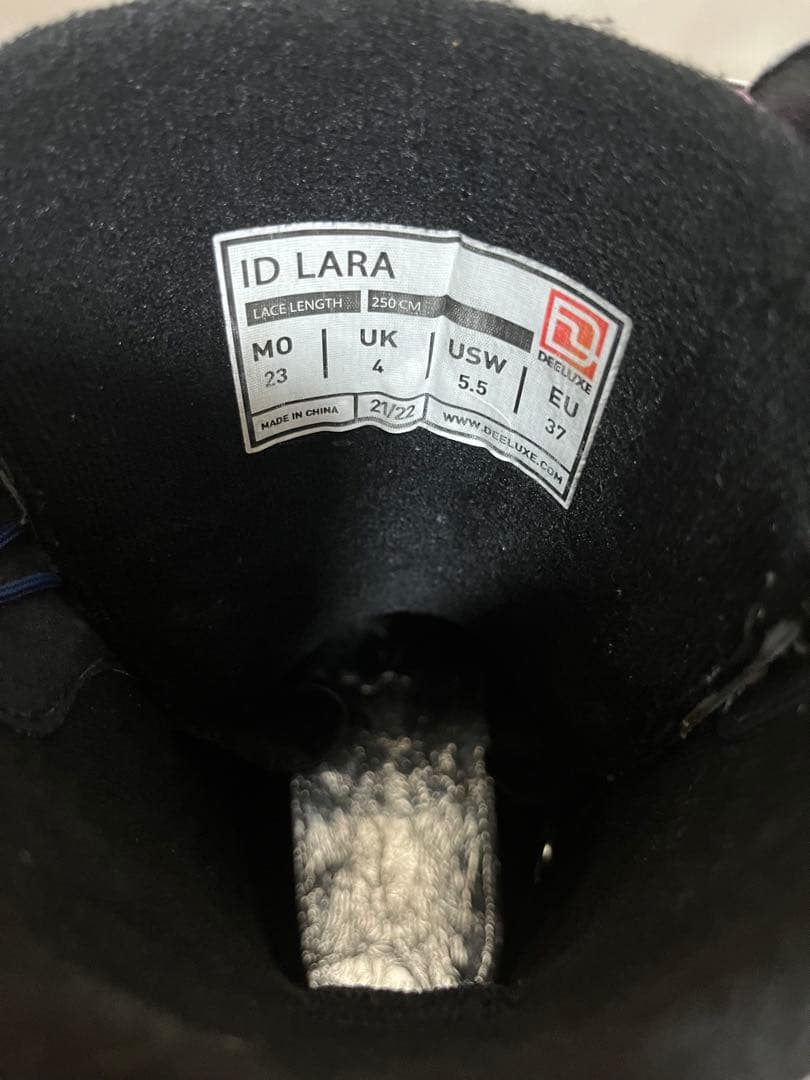 ID LARA
LACE LENGTH 250 CM
DEELUXE
MO UK USW EU
23 4 5.5 37
MADE IN CHINA 21/22 WWW.DEELUXE.COM